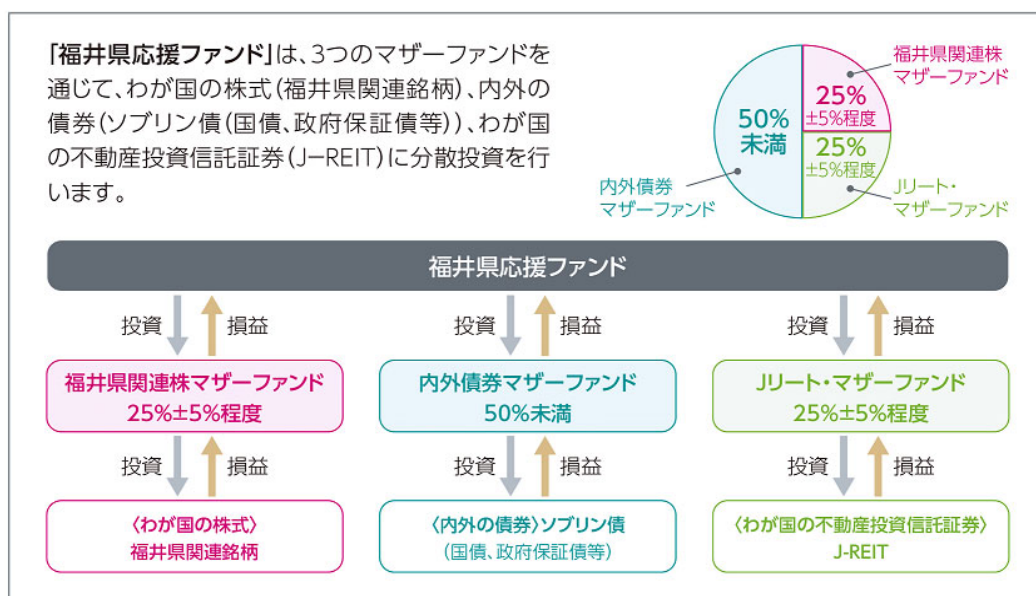 「福井県応援ファンド」は、3つのマザーファンドを
通じて、わが国の株式(福井県関連銘柄)、内外の
債券(ソブリン債(国債、政府保証債等))、わが国
の不動産投資信託証券(J−REIT)に分散投資を行
います。
福井県関連株
マザーファンド
25%
±5%程度
50%
未満
25%
±5%程度
内外債券
マザーファンド
Jリート・
マザーファンド
福井県応援ファンド
投資 損益 投資 損益 投資 損益
福井県関連株マザーファンド
25%±5%程度
内外債券マザーファンド
50%未満
Jリート・マザーファンド
25%±5%程度
投資 損益 投資 損益 投資 損益
〈わが国の株式〉
福井県関連銘柄
〈内外の債券〉ソブリン債
(国債、政府保証債等)
〈わが国の不動産投資信託証券〉
J-REIT